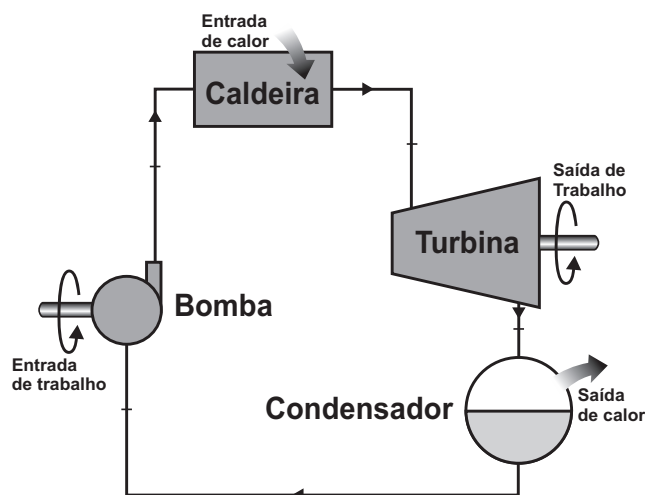 Entrada
de calor
Caldeira
Saída de
Trabalho
Turbina
Bomba
Entrada
de trabalho
Condensador
Saída
de calor